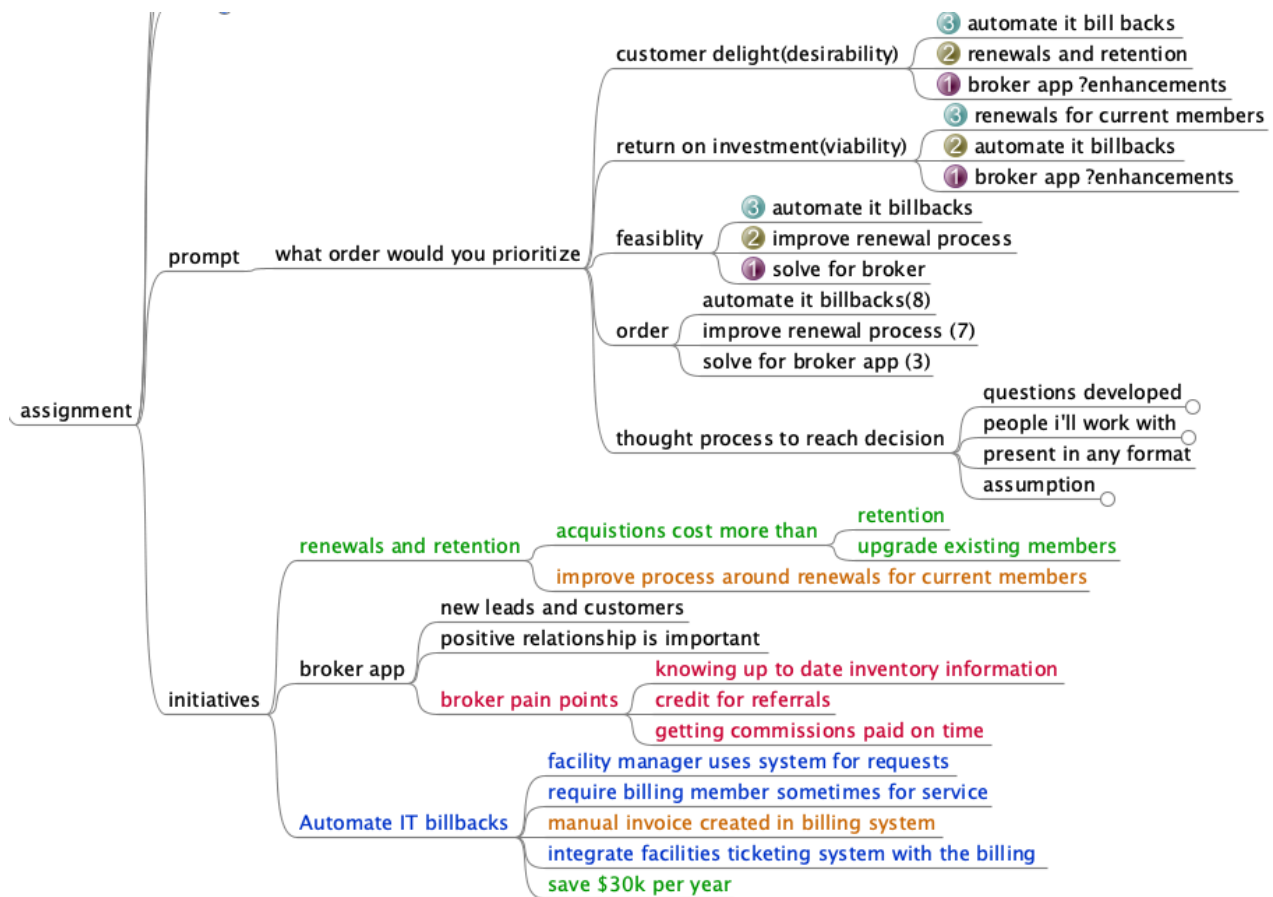 assignment
prompt
what order would you prioritize
customer delight(desirability)
3 automate it bill backs
2 renewals and retention
1 broker app ?enhancements
return on investment(viability)
3 renewals for current members
2 automate it billbacks
1 broker app ?enhancements
feasiblity
3 automate it billbacks
2 improve renewal process
1 solve for broker
order
automate it billbacks(8)
improve renewal process (7)
solve for broker app (3)
thought process to reach decision
questions developed
people i'll work with
present in any format
assumption
initiatives
renewals and retention
acquistions cost more than
retention
upgrade existing members
improve process around renewals for current members
broker app
new leads and customers
positive relationship is important
broker pain points
knowing up to date inventory information
credit for referrals
getting commissions paid on time
Automate IT billbacks
facility manager uses system for requests
require billing member sometimes for service
manual invoice created in billing system
integrate facilities ticketing system with the billing
save $30k per year